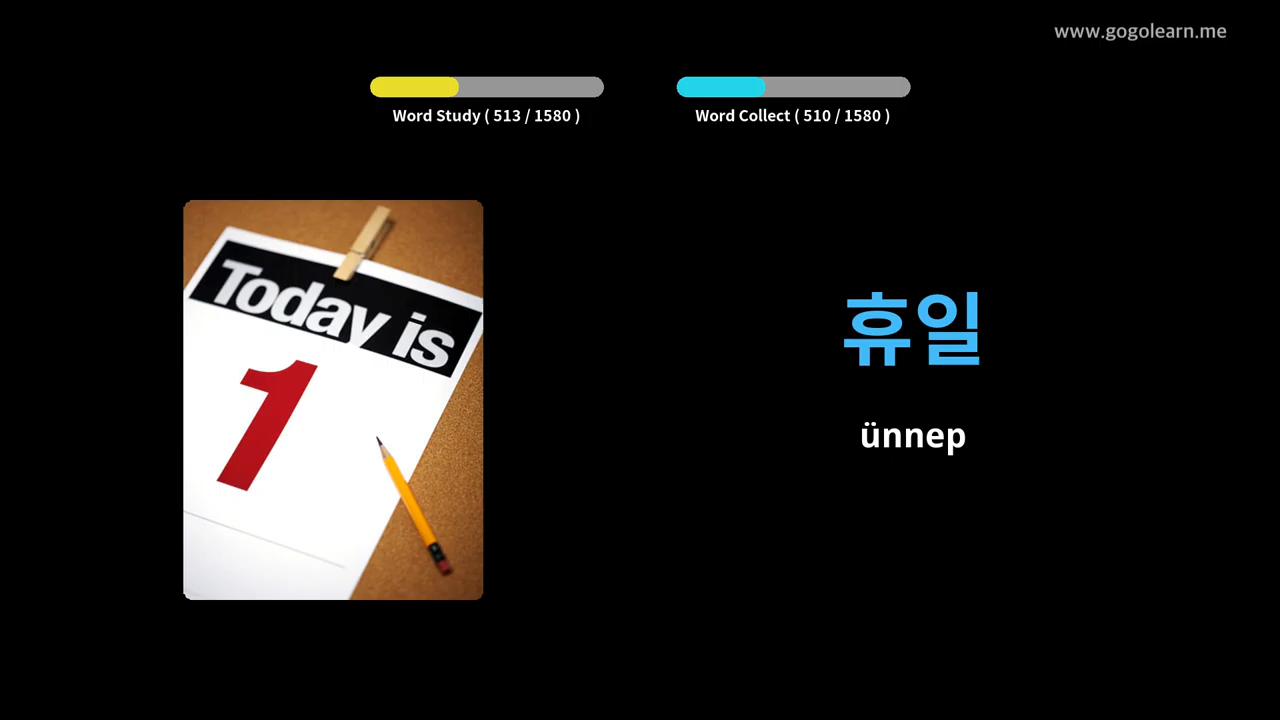 www.gogolearn.me
Word Study ( 513 / 1580 )
Word Collect ( 510 / 1580 )
Today is
1
휴일
ünnep